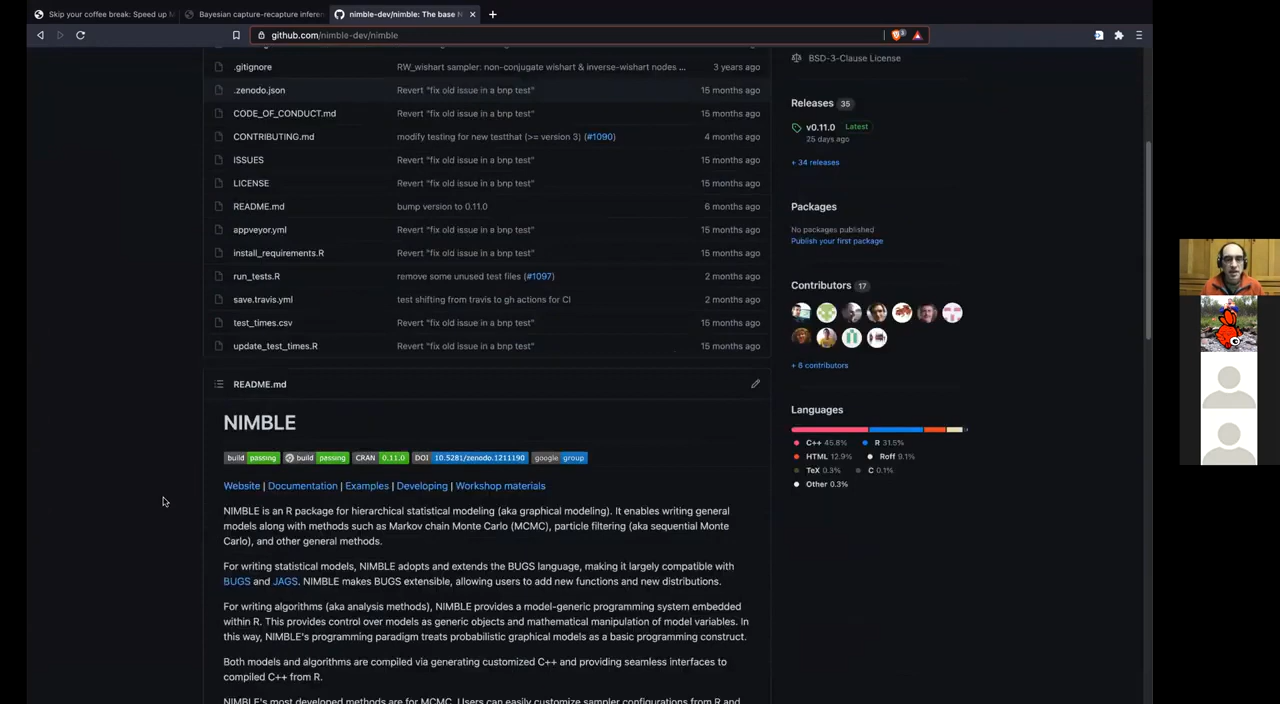 Skip your coffee break: Speed up M
Bayesian capture-recapture inferen
nimble-dev/nimble: The base N
github.com/nimble-dev/nimble
.gitignore RW_wishart sampler: non-conjugate wishart & inverse-wishart nodes ... 3 years ago
.zenodo.json Revert "fix old issue in a bnp test" 15 months ago
CODE_OF_CONDUCT.md Revert "fix old issue in a bnp test" 15 months ago
CONTRIBUTING.md modify testing for new testthat (>= version 3) (#1090) 4 months ago
ISSUES Revert "fix old issue in a bnp test" 15 months ago
LICENSE Revert "fix old issue in a bnp test" 15 months ago
README.md bump version to 0.11.0 6 months ago
appveyor.yml Revert "fix old issue in a bnp test" 15 months ago
install_requirements.R Revert "fix old issue in a bnp test" 15 months ago
run_tests.R remove some unused test files (#1097) 2 months ago
save.travis.yml test shifting from travis to gh actions for CI 2 months ago
test_times.csv Revert "fix old issue in a bnp test" 15 months ago
update_test_times.R Revert "fix old issue in a bnp test" 15 months ago
README.md
NIMBLE
build passing build passing CRAN 0.11.0 DOI 10.5281/zenodo.1211190 google group
Website | Documentation | Examples | Developing | Workshop materials
NIMBLE is an R package for hierarchical statistical modeling (aka graphical modeling). It enables writing general
models along with methods such as Markov chain Monte Carlo (MCMC), particle filtering (aka sequential Monte
Carlo), and other general methods.
For writing statistical models, NIMBLE adopts and extends the BUGS language, making it largely compatible with
BUGS and JAGS. NIMBLE makes BUGS extensible, allowing users to add new functions and new distributions.
For writing algorithms (aka analysis methods), NIMBLE provides a model-generic programming system embedded
within R. This provides control over models as generic objects and mathematical manipulation of model variables. In
this way, NIMBLE's programming paradigm treats probabilistic graphical models as a basic programming construct.
Both models and algorithms are compiled via generating customized C++ and providing seamless interfaces to
compiled C++ from R.
NIMBLE's most developed methods are for MCMC. Users can easily customize sampler configurations from R and
BSD-3-Clause License
Releases 35
v0.11.0 Latest
25 days ago
+ 34 releases
Packages
No packages published
Publish your first package
Contributors 17
+ 6 contributors
Languages
C++ 45.8% R 31.5%
HTML 12.9% Roff 9.1%
TeX 0.3% C 0.1%
Other 0.3%